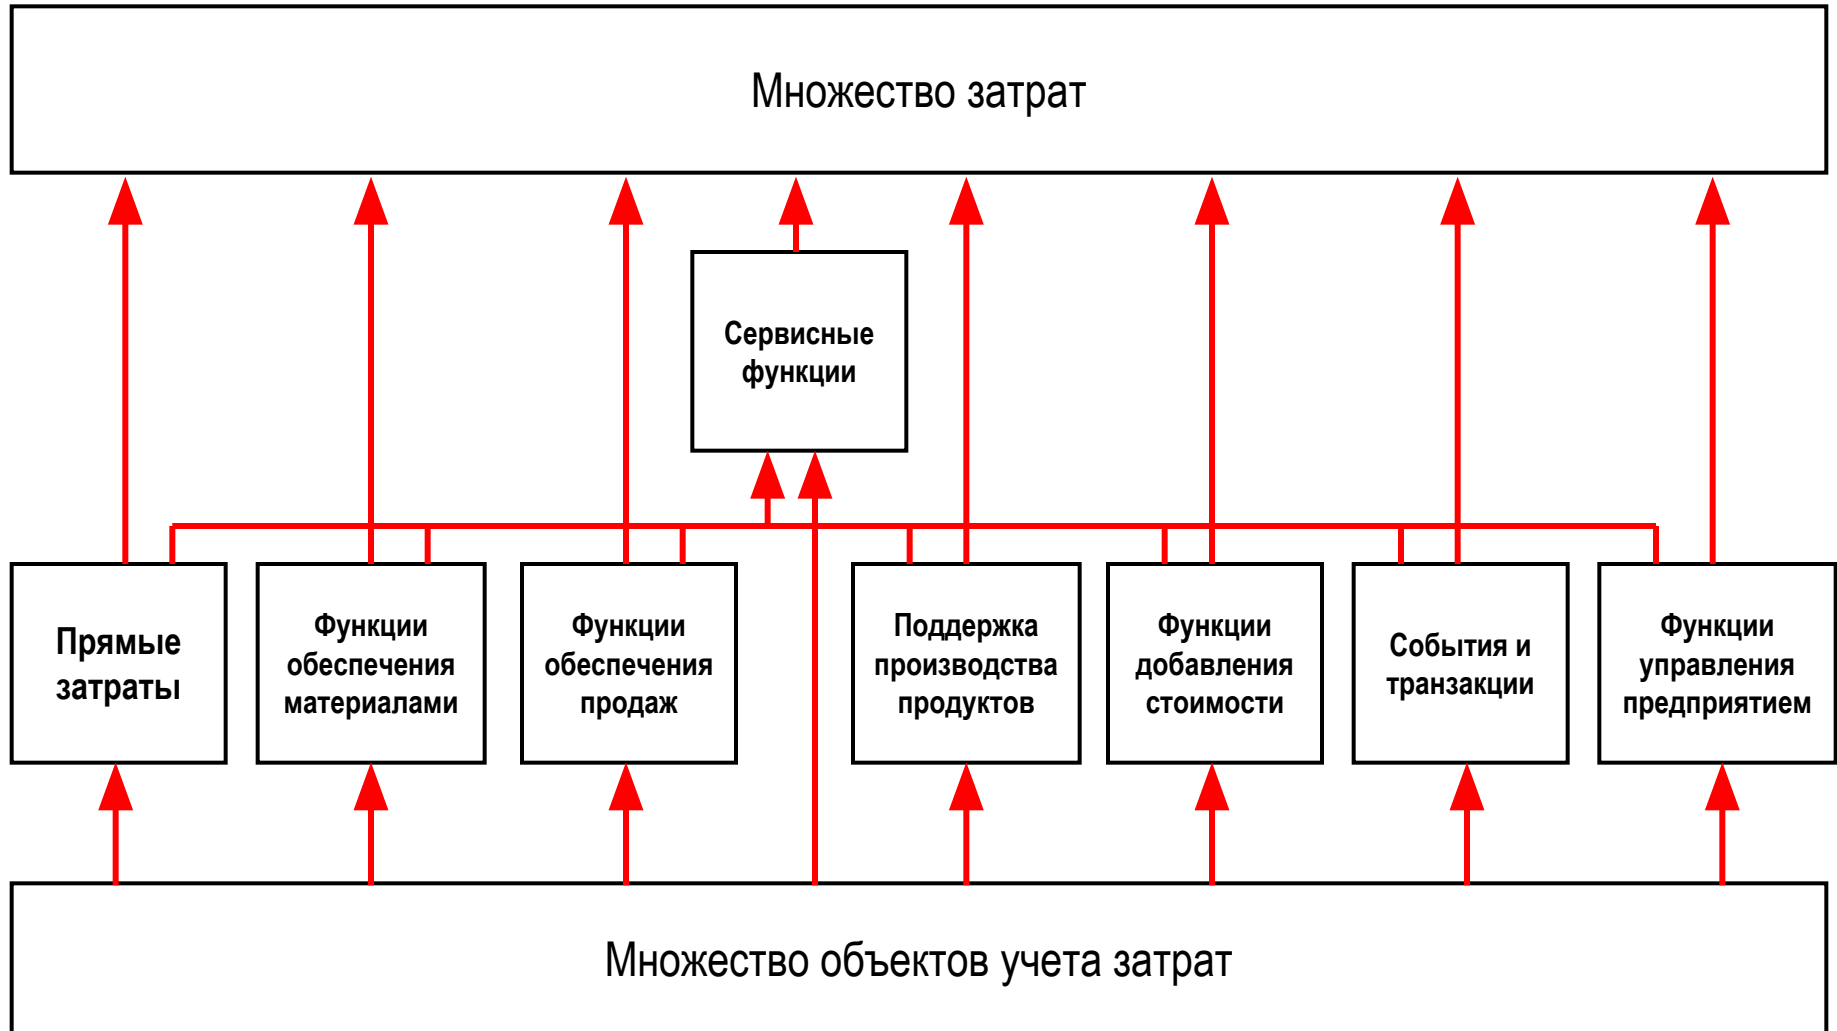 Множество затрат
Сервисные
функции
Прямые
затраты
Функции
обеспечения
материалами
Функции
обеспечения
продаж
Поддержка
производства
продуктов
Функции
добавления
стоимости
События и
транзакции
Функции
управления
предприятием
Множество объектов учета затрат